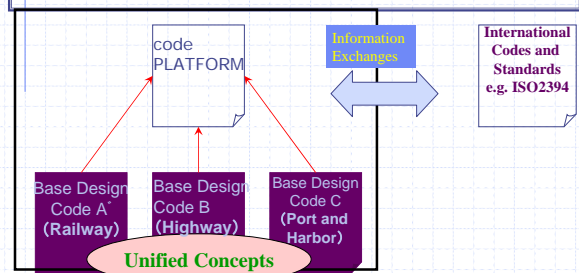 code
PLATFORM
Information
Exchanges
International
Codes and
Standards
e.g. ISO2394
Base Design
Code A*
(Railway)
Base Design
Code B
(Highway)
Base Design
Code C
(Port and
Harbor)
Unified Concepts